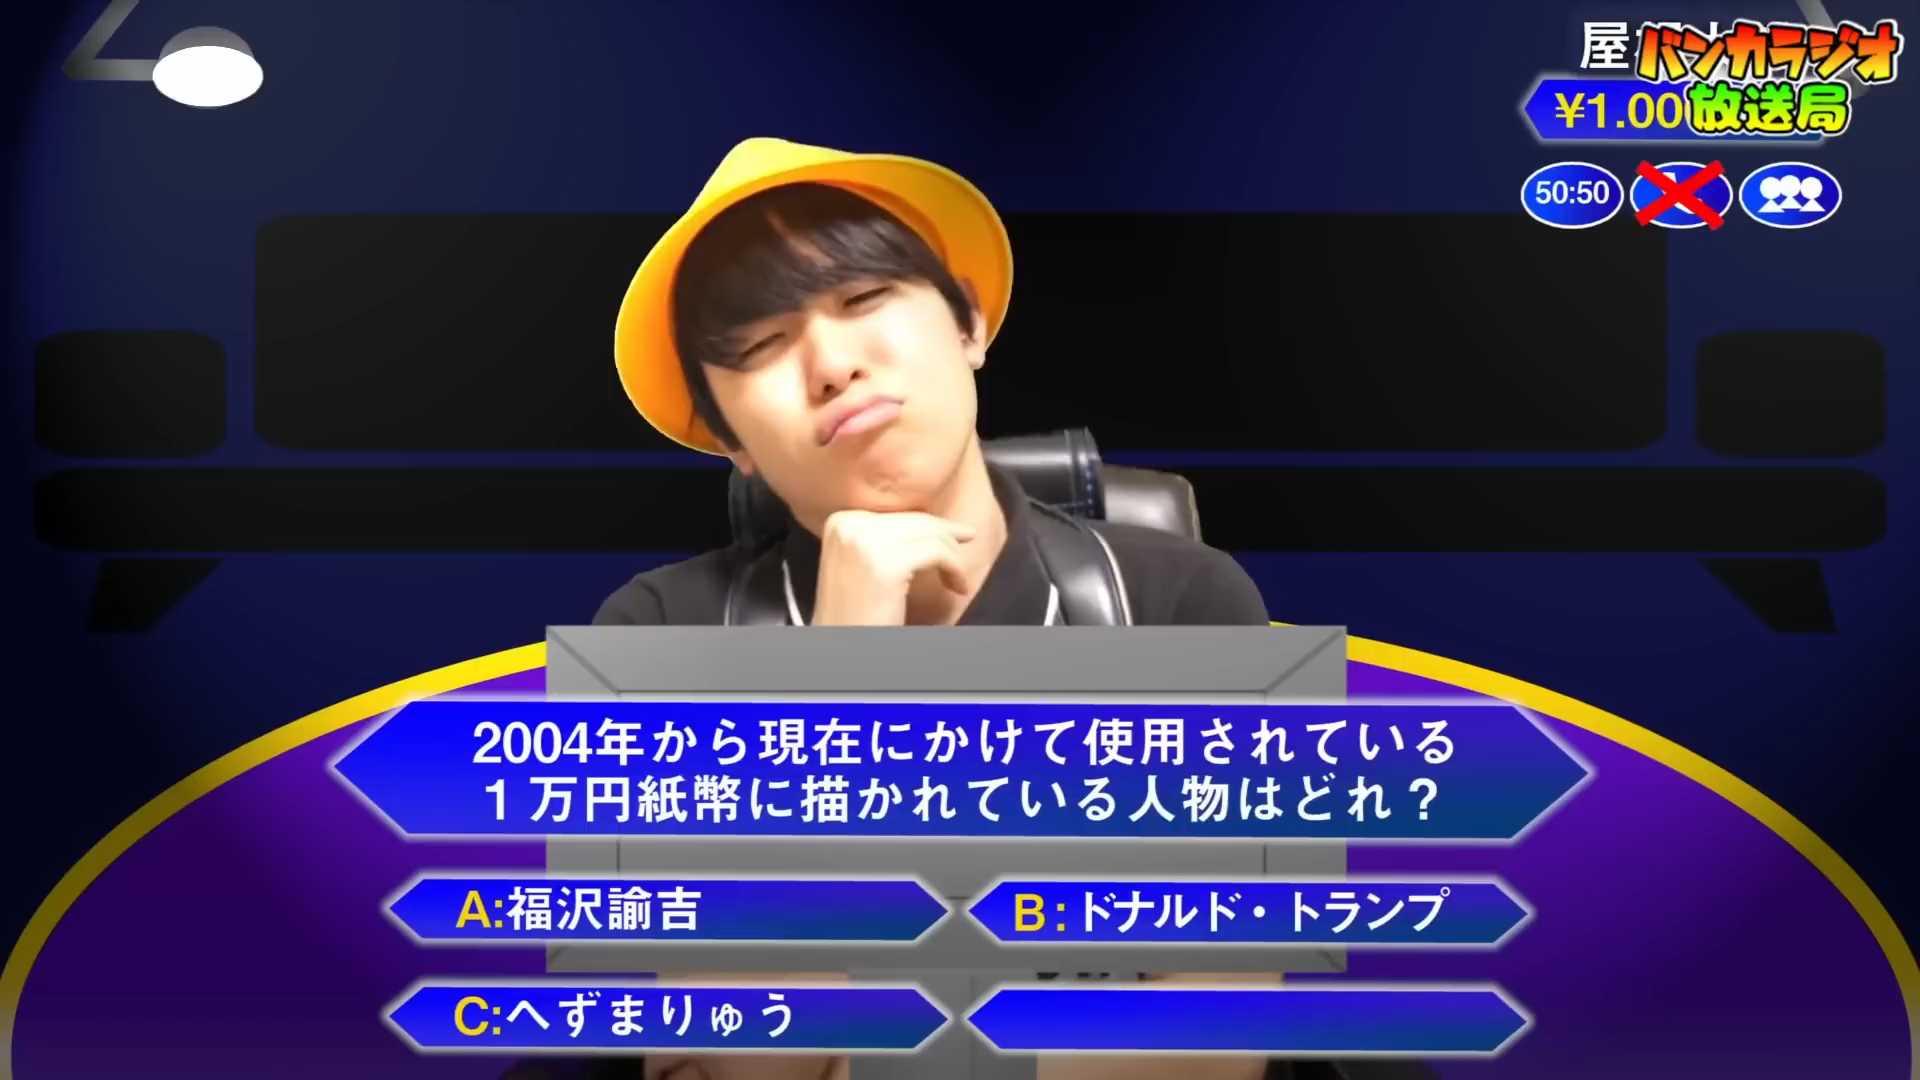 屋
バンカラジオ
¥1.00
放送局
50:50
2004年から現在にかけて使用されている
1万円紙幣に描かれている人物はどれ？
A:福沢諭吉
B:ドナルド・トランプ
C:へずまりゅう